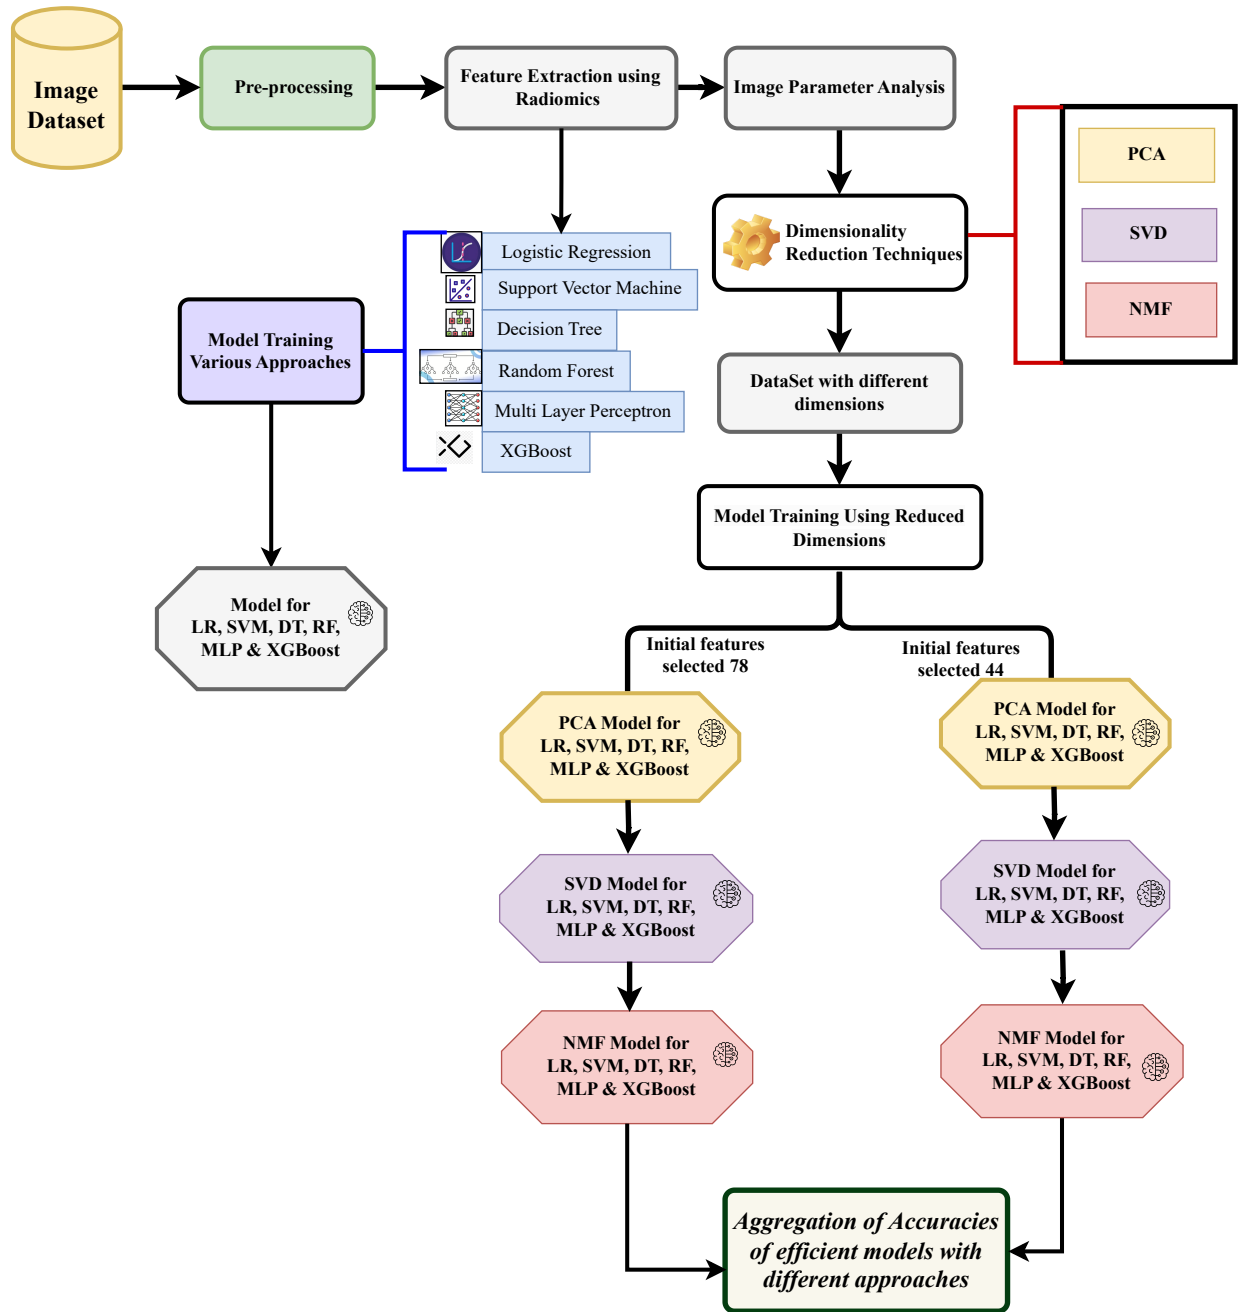 Image
Dataset
Pre-processing
Feature Extraction using
Radiomics
Image Parameter Analysis
PCA
SVD
NMF
Dimensionality
Reduction Techniques
Logistic Regression
Support Vector Machine
Decision Tree
Random Forest
Multi Layer Perceptron
XGBoost
Model Training
Various Approaches
DataSet with different
dimensions
Model Training Using Reduced
Dimensions
Model for
LR, SVM, DT, RF,
MLP & XGBoost
Initial features
selected 78
Initial features
selected 44
PCA Model for
LR, SVM, DT, RF,
MLP & XGBoost
PCA Model for
LR, SVM, DT, RF,
MLP & XGBoost
SVD Model for
LR, SVM, DT, RF,
MLP & XGBoost
SVD Model for
LR, SVM, DT, RF,
MLP & XGBoost
NMF Model for
LR, SVM, DT, RF,
MLP & XGBoost
NMF Model for
LR, SVM, DT, RF,
MLP & XGBoost
Aggregation of Accuracies
of efficient models with
different approaches